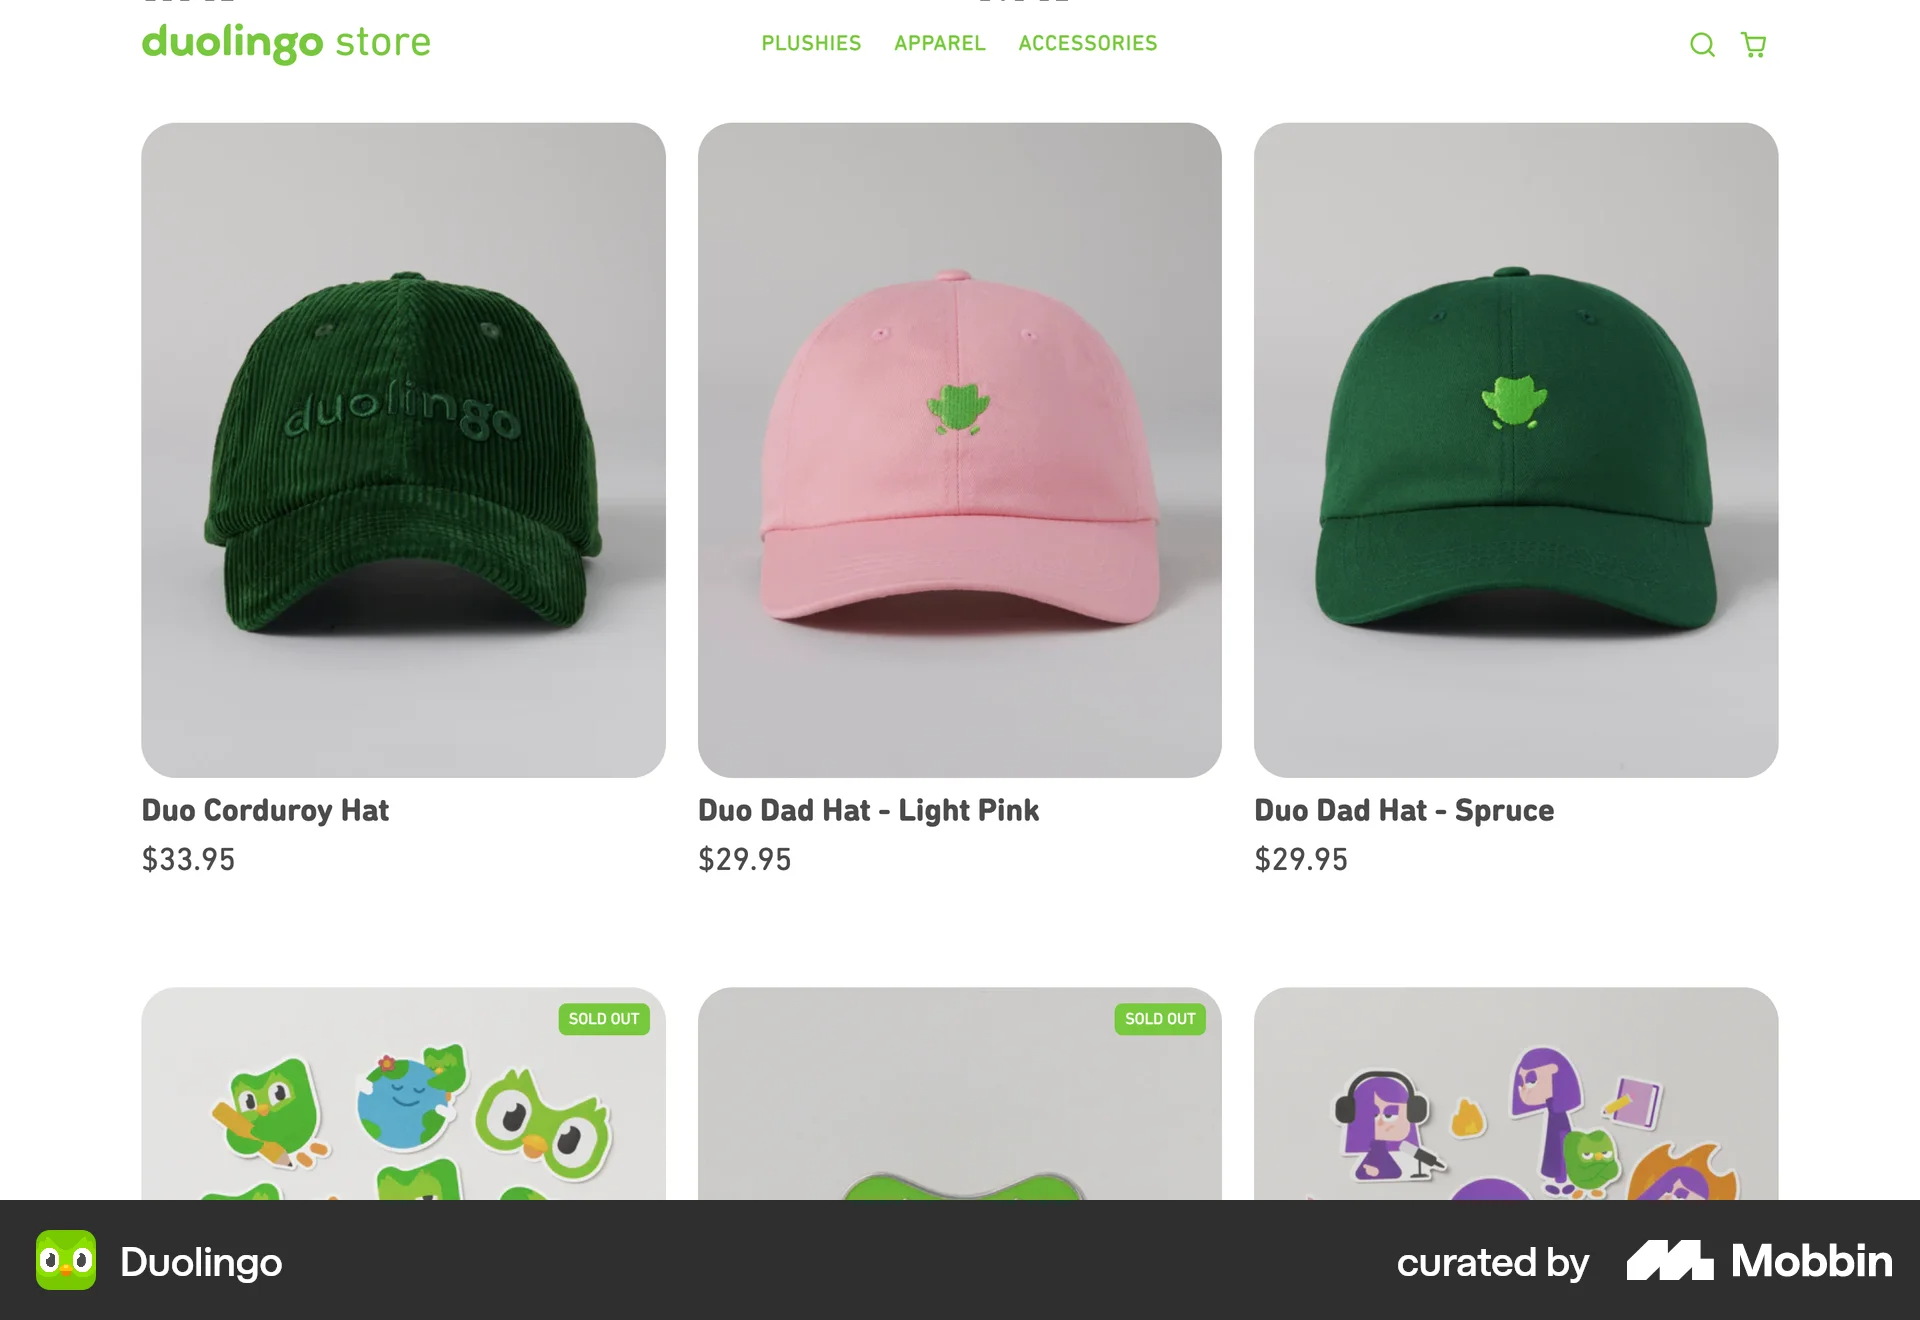 duolingo store
PLUSHIES
APPAREL
ACCESSORIES
duolingo
Duo Corduroy Hat
$33.95
Duo Dad Hat - Light Pink
$29.95
Duo Dad Hat - Spruce
$29.95
SOLD OUT
SOLD OUT
Duolingo
curated by
Mobbin